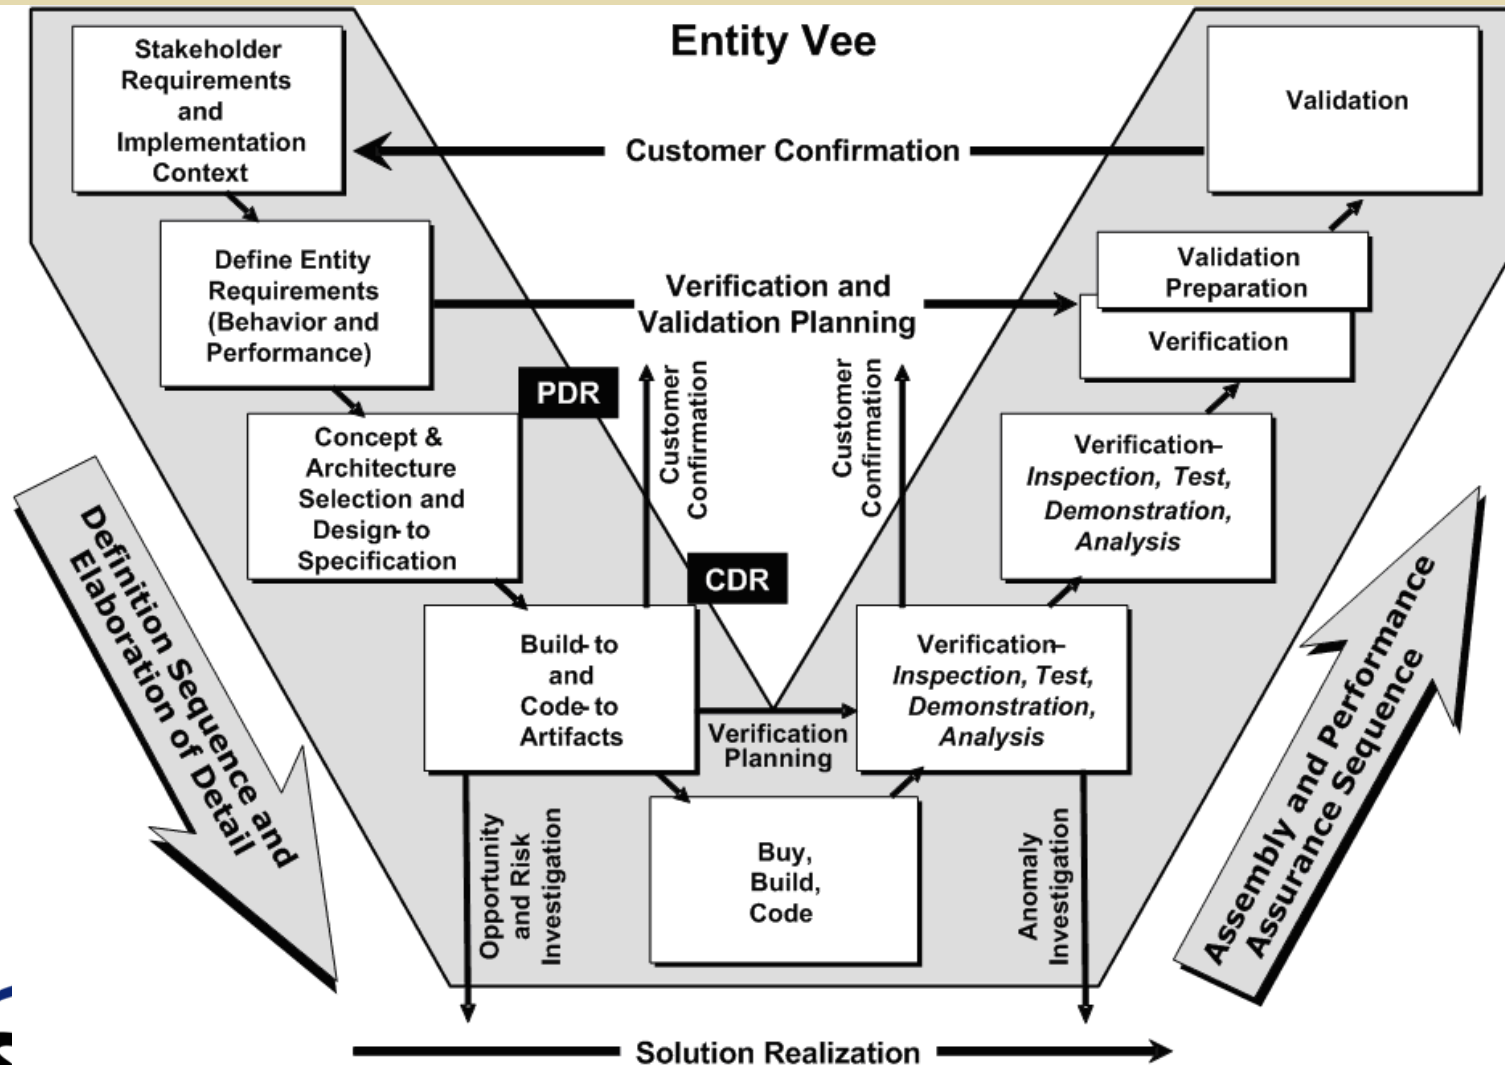 Entity Vee
Stakeholder
Requirements
and
Implementation
Context
Customer Confirmation
Validation
Define Entity
Requirements
(Behavior and
Performance)
Verification and
Validation Planning
Validation
Preparation
Verification
PDR
Customer
Confirmation
Customer
Confirmation
Concept &
Architecture
Selection and
Design-to
Specification
Verification–
Inspection, Test,
Demonstration,
Analysis
CDR
Build-to
and
Code-to
Artifacts
Verification
Planning
Verification–
Inspection, Test,
Demonstration,
Analysis
Definition Sequence and
Elaboration of Detail
Assembly and Performance
Assurance Sequence
Opportunity
and Risk
Investigation
Buy,
Build,
Code
Anomaly
Investigation
Solution Realization